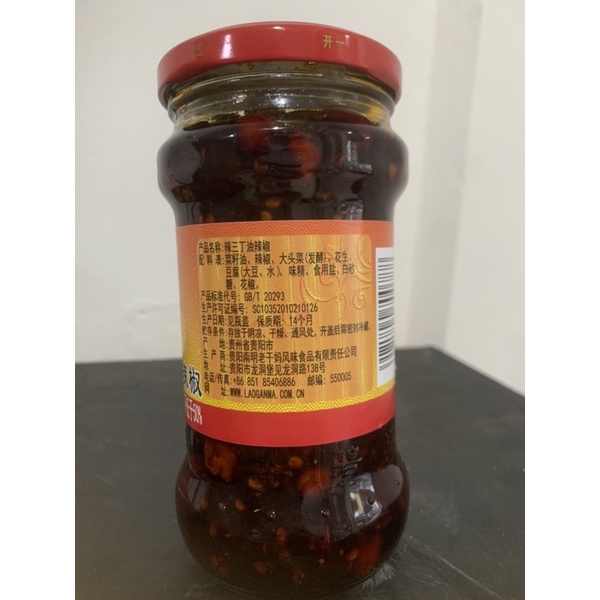 开一
产品名称:辣三丁油辣椒
配 料 表:菜籽油、辣椒、大头菜(发酵)、花生、
豆腐(大豆、水)、味精、食用盐、白砂
糖、花椒。
产品标准代号:GB/T 20293
生产许可证编号:SC10352010210126
生产日期:见瓶盖 保质期:14个月
贮存条件:存放于阴凉、干燥、通风处,开盖后需密封冷藏。
产 地:贵州省贵阳市
生 产 商:贵阳南明老干妈风味食品有限责任公司
地 址:贵阳市龙洞堡见龙洞路138号
电话/传真:+86 851 85406886 邮编:550005
网 址:WWW.LAOGANMA.COM.CN
椒
50%